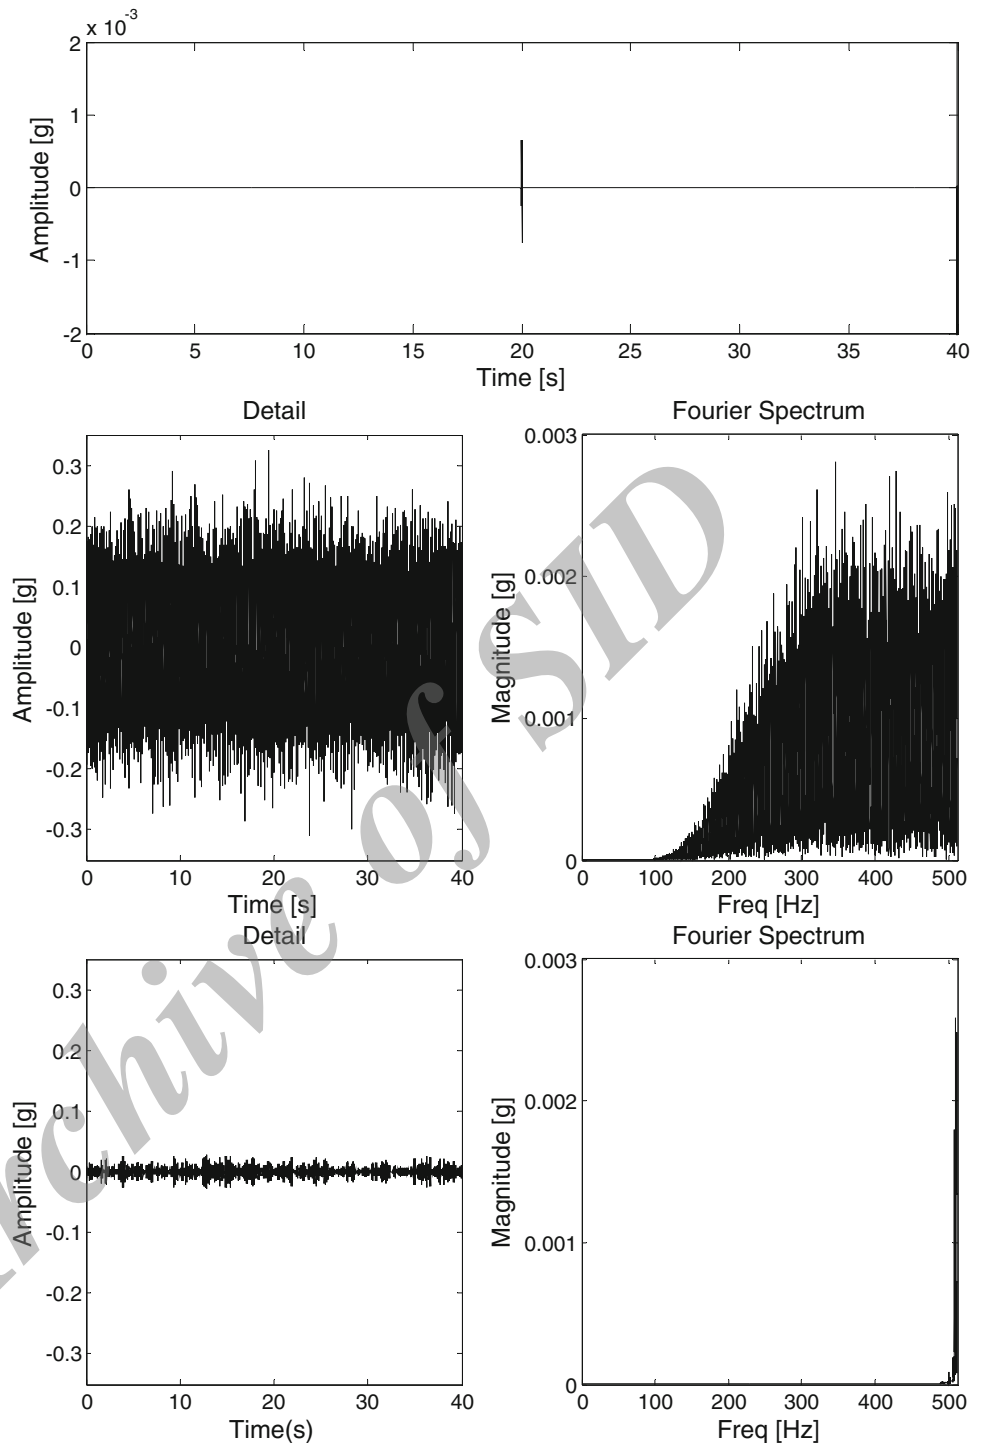 x 10-3
2
1
0
-1
-2
Amplitude [g]
0 5 10 15 20 25 30 35 40
Time [s]
Detail
0.3
0.2
0.1
0
-0.1
-0.2
-0.3
Amplitude [g]
0 10 20 30 40
Time [s]
Fourier Spectrum
0.003
0.002
0.001
0
Magnitude [g]
0 100 200 300 400 500
Freq [Hz]
Detail
0.3
0.2
0.1
0
-0.1
-0.2
-0.3
Amplitude [g]
0 10 20 30 40
Time(s)
Fourier Spectrum
0.003
0.002
0.001
0
Magnitude [g]
0 100 200 300 400 500
Freq [Hz]
Archive of SID